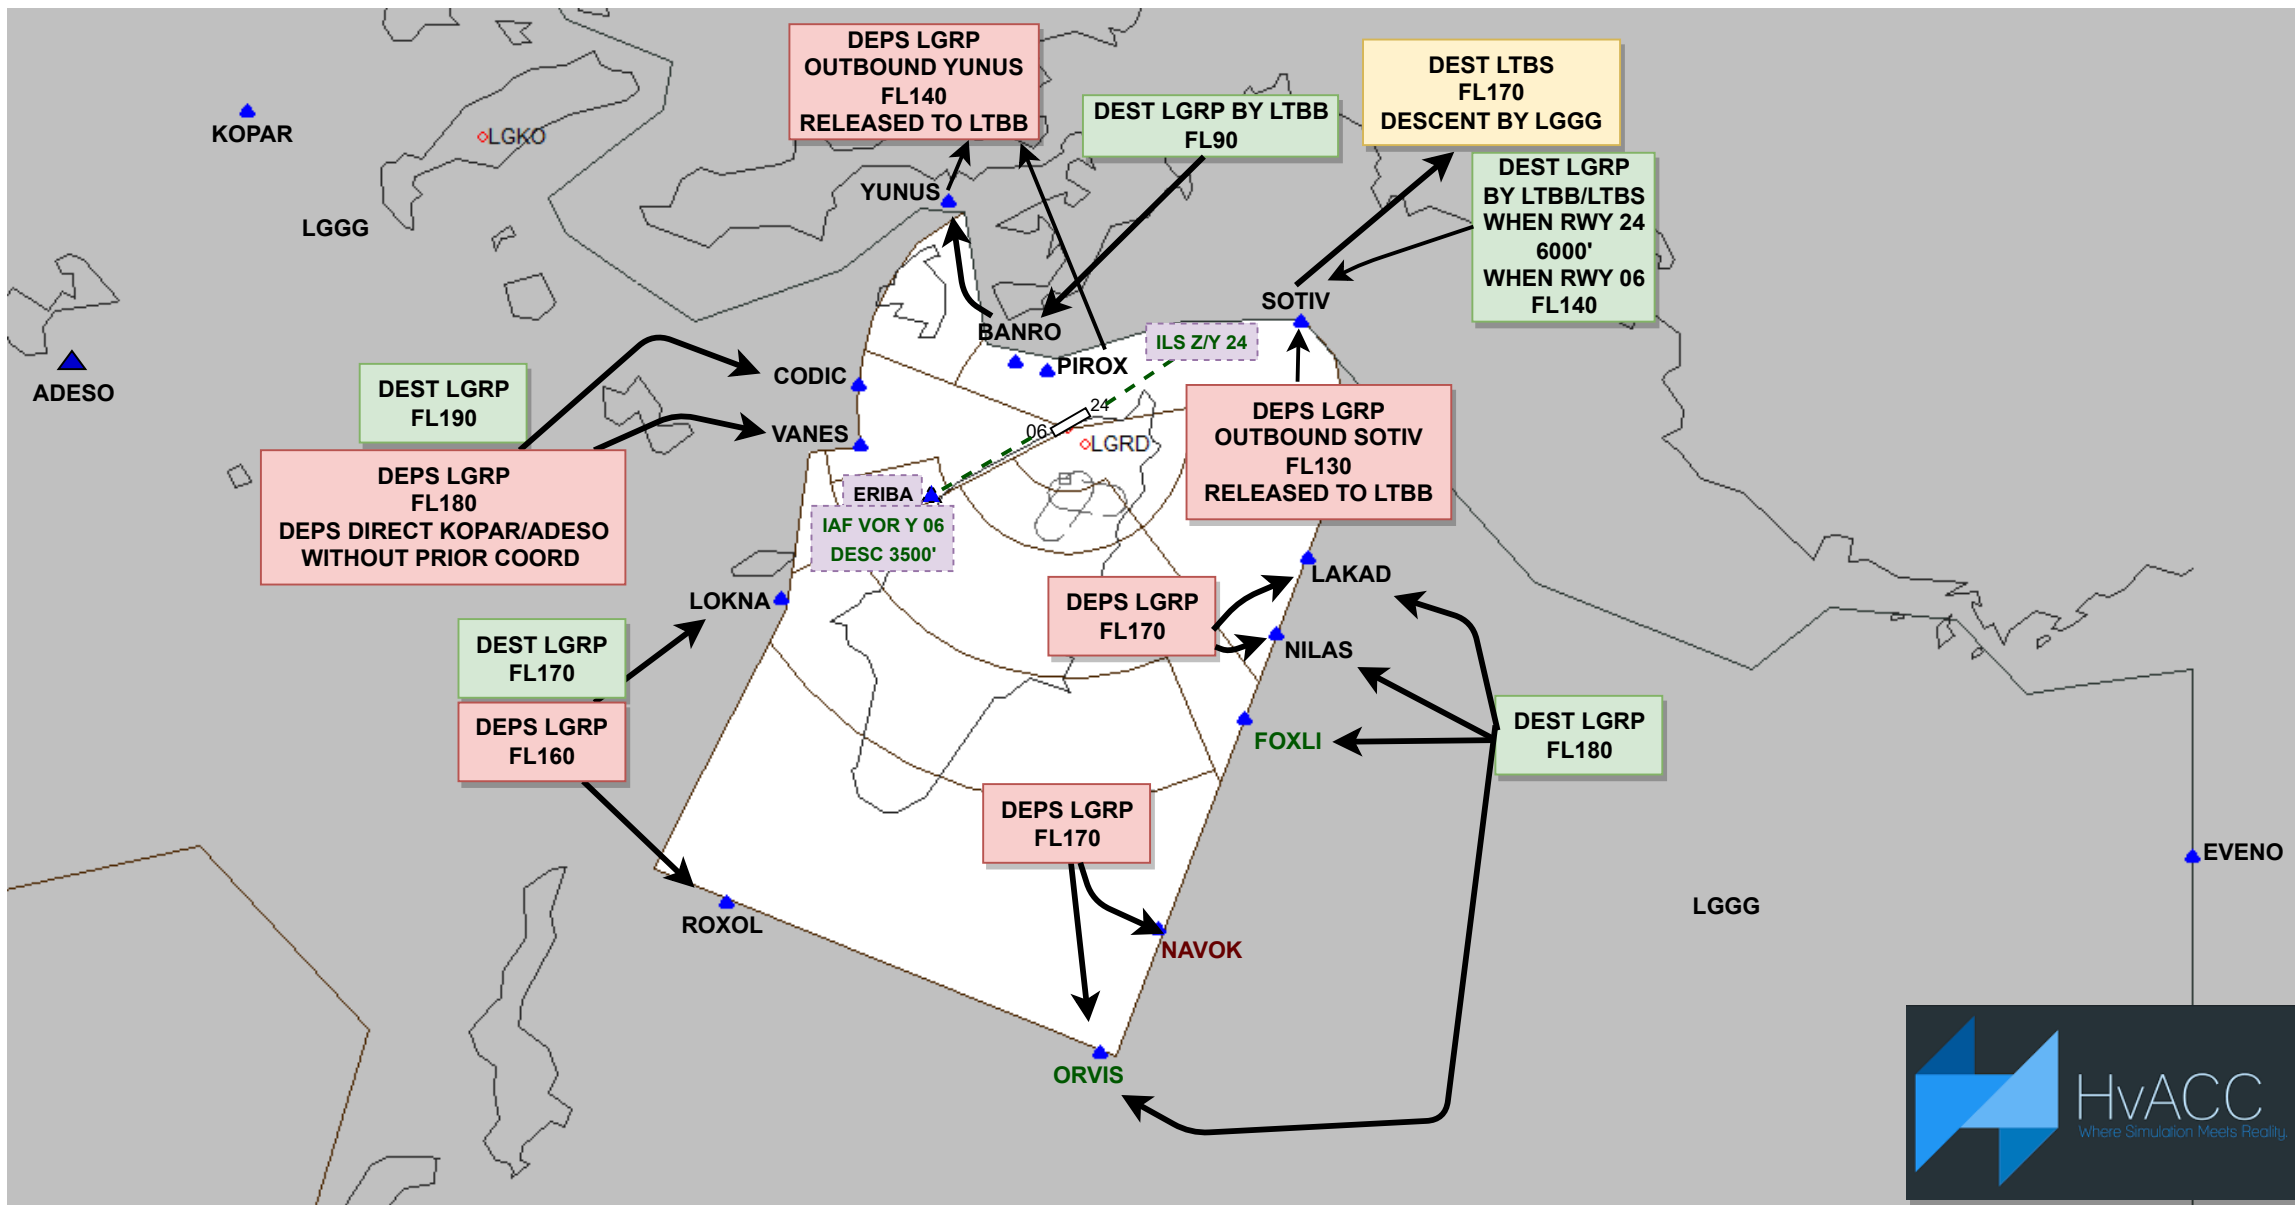 DEPS LGRP
OUTBOUND YUNUS
FL140
RELEASED TO LTBB
DEST LTBS
FL170
DESCENT BY LGGG
DEST LGRP BY LTBB
FL90
KOPAR
LGKO
LGGG
YUNUS
DEST LGRP
BY LTBB/LTBS
WHEN RWY 24
6000'
WHEN RWY 06
FL140
SOTIV
BANRO
PIROX
ILS Z/Y 24
ADESO
DEST LGRP
FL190
CODIC
VANES
24
06
LGRD
DEPS LGRP
OUTBOUND SOTIV
FL130
RELEASED TO LTBB
DEPS LGRP
FL180
DEPS DIRECT KOPAR/ADESO
WITHOUT PRIOR COORD
ERIBA
IAF VOR Y 06
DESC 3500'
LAKAD
LOKNA
DEPS LGRP
FL170
NILAS
DEST LGRP
FL170
DEPS LGRP
FL160
FOXLI
DEST LGRP
FL180
DEPS LGRP
FL170
EVENO
LGGG
ROXOL
NAVOK
ORVIS
HvACC
Where Simulation Meets Reality.